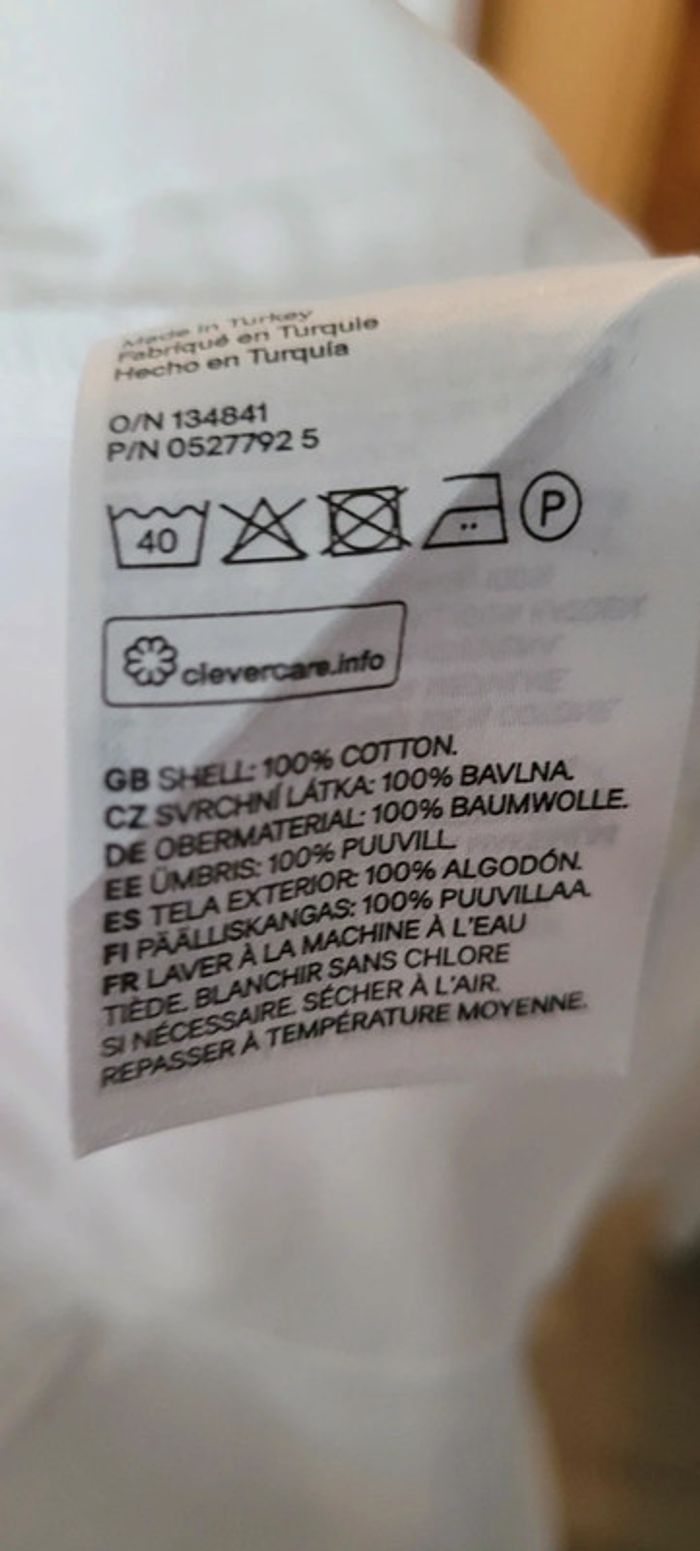 Made in Turkey
Fabriqué en Turquie
Hecho en Turquía
O/N 134841
P/N 0527792 5
40
P
clevercare.info
GB SHELL: 100% COTTON.
CZ SVRCHNÍ LÁTKA: 100% BAVLNA.
DE OBERMATERIAL: 100% BAUMWOLLE.
EE ÜMBRIS: 100% PUUVILL.
ES TELA EXTERIOR: 100% ALGODÓN.
FI PÄÄLLISKANGAS: 100% PUUVILLAA.
FR LAVER À LA MACHINE À L'EAU
TIÈDE. BLANCHIR SANS CHLORE
SI NÉCESSAIRE. SÉCHER À L'AIR.
REPASSER À TEMPÉRATURE MOYENNE.